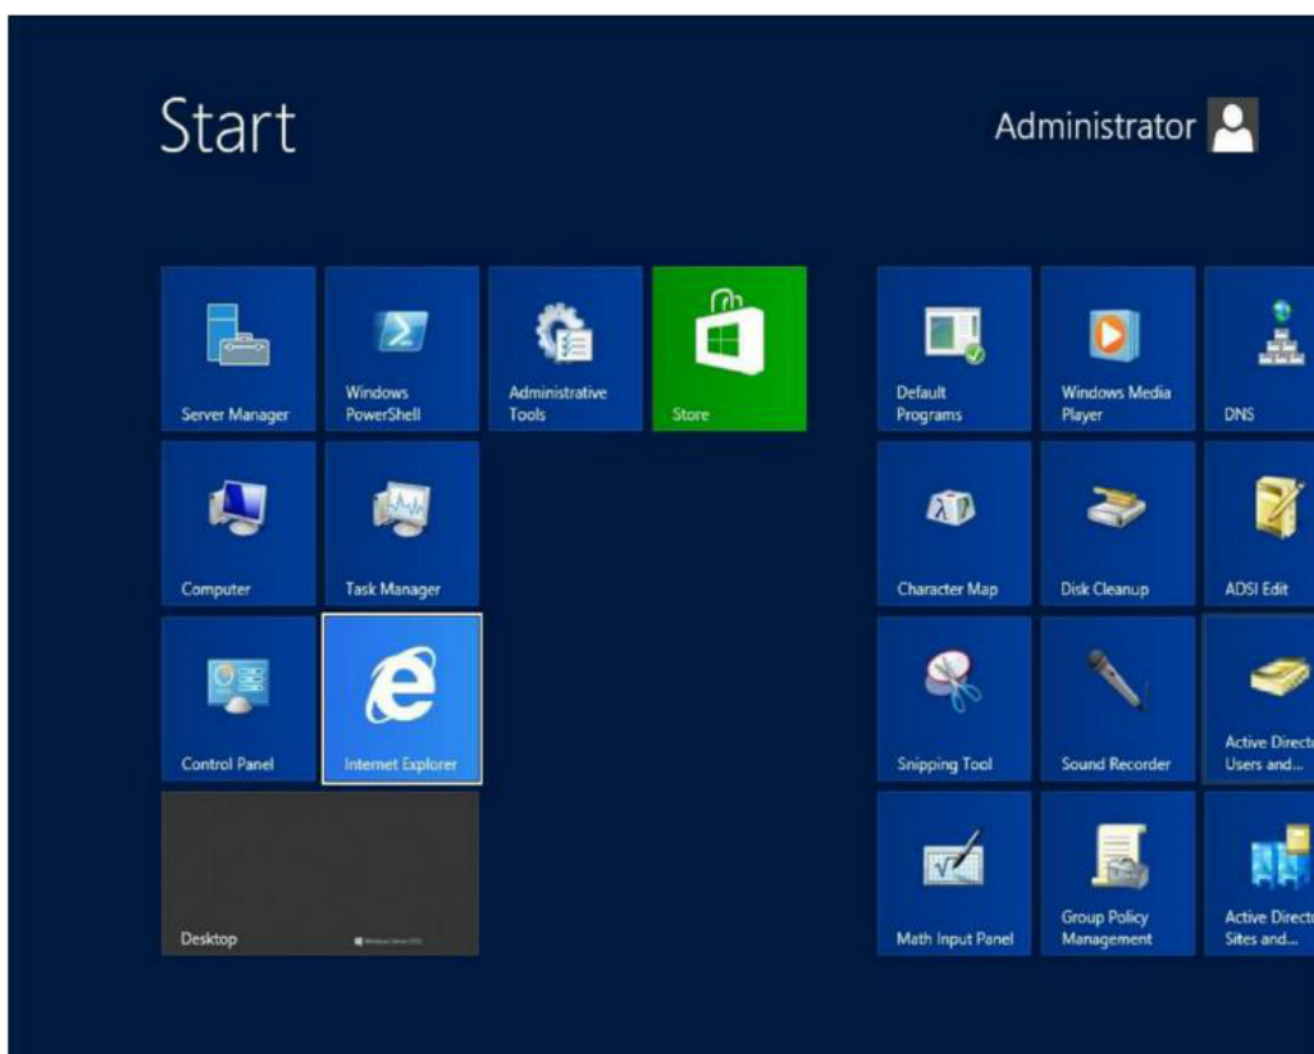 Start
Administrator
Server Manager
Windows
PowerShell
Administrative
Tools
Store
Default
Programs
Windows Media
Player
DNS
Computer
Task Manager
Character Map
Disk Cleanup
ADSI Edit
Control Panel
Internet Explorer
Snipping Tool
Sound Recorder
Active Direct
Users and...
Desktop
Math Input Panel
Group Policy
Management
Active Direct
Sites and...